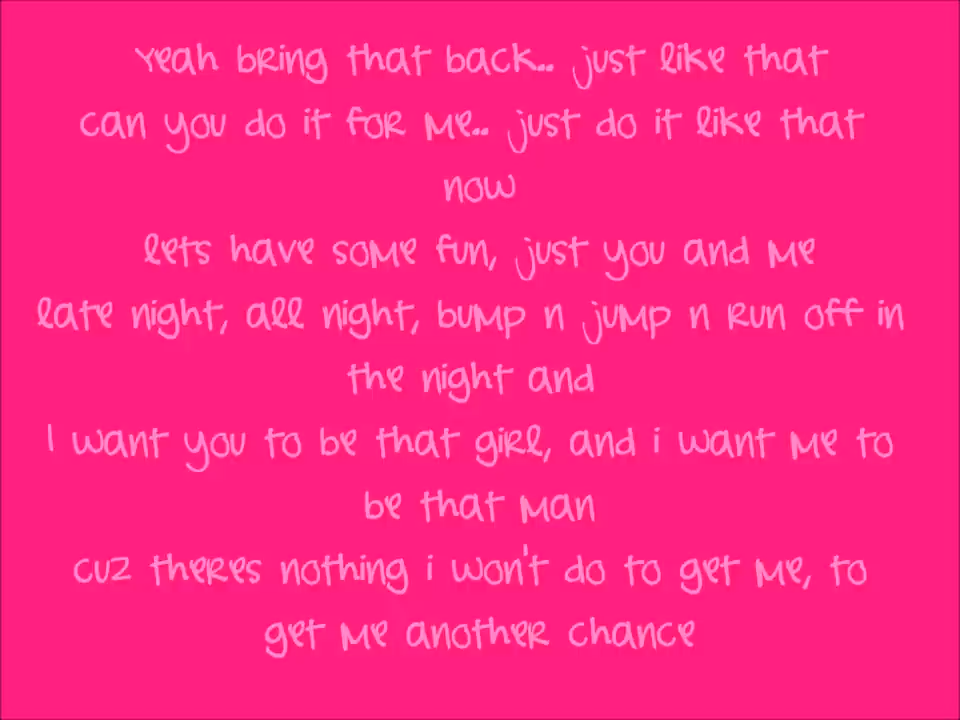 Yeah bring that back.. just like that
can you do it for me.. just do it like that
now
lets have some fun, just you and me
late night, all night, bump n jump n run off in
the night and
I want you to be that girl, and i want me to
be that man
cuz theres nothing i won't do to get me, to
get me another chance